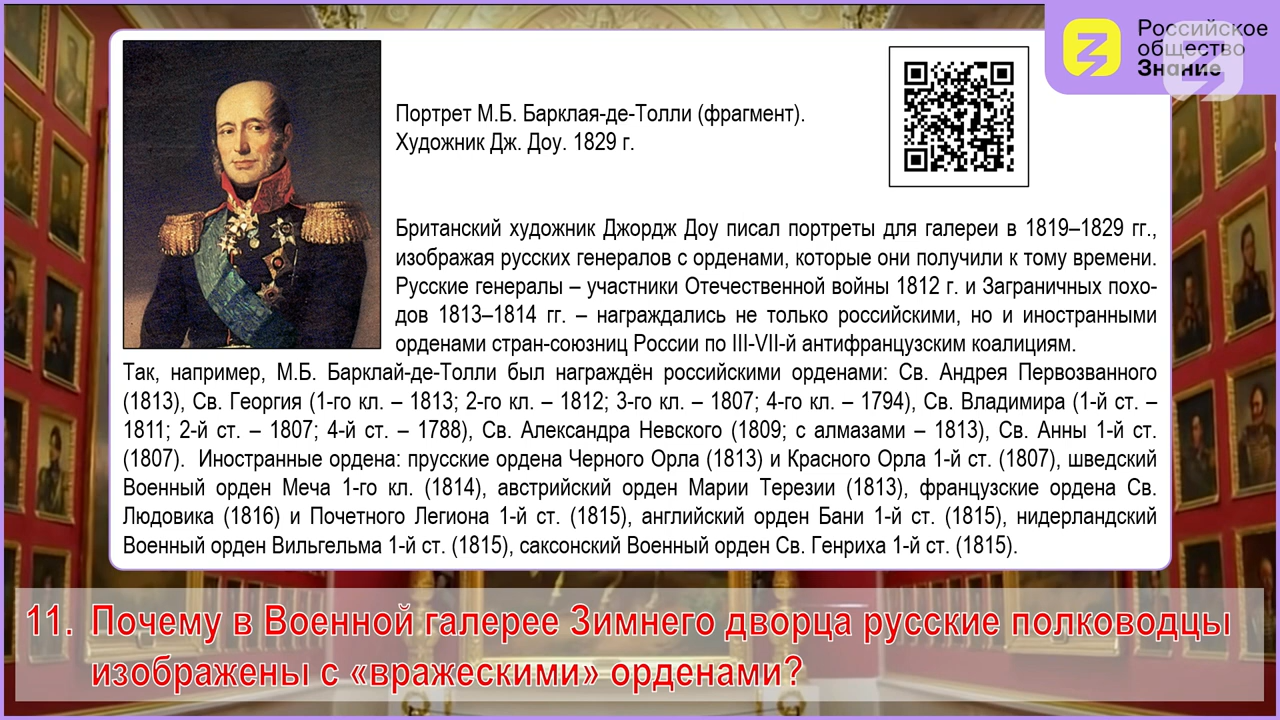 Российское
общество
Знание
Портрет М.Б. Барклая-де-Толли (фрагмент).
Художник Дж. Доу. 1829 г.
Британский художник Джордж Доу писал портреты для галереи в 1819–1829 гг.,
изображая русских генералов с орденами, которые они получили к тому времени.
Русские генералы – участники Отечественной войны 1812 г. и Заграничных похо-
дов 1813–1814 гг. – награждались не только российскими, но и иностранными
орденами стран-союзниц России по III-VII-й антифранцузским коалициям.
Так, например, М.Б. Барклай-де-Толли был награждён российскими орденами: Св. Андрея Первозванного
(1813), Св. Георгия (1-го кл. – 1813; 2-го кл. – 1812; 3-го кл. – 1807; 4-го кл. – 1794), Св. Владимира (1-й ст. –
1811; 2-й ст. – 1807; 4-й ст. – 1788), Св. Александра Невского (1809; с алмазами – 1813), Св. Анны 1-й ст.
(1807). Иностранные ордена: прусские ордена Черного Орла (1813) и Красного Орла 1-й ст. (1807), шведский
Военный орден Меча 1-го кл. (1814), австрийский орден Марии Терезии (1813), французские ордена Св.
Людовика (1816) и Почетного Легиона 1-й ст. (1815), английский орден Бани 1-й ст. (1815), нидерландский
Военный орден Вильгельма 1-й ст. (1815), саксонский Военный орден Св. Генриха 1-й ст. (1815).
11. Почему в Военной галерее Зимнего дворца русские полководцы
изображены с «вражескими» орденами?